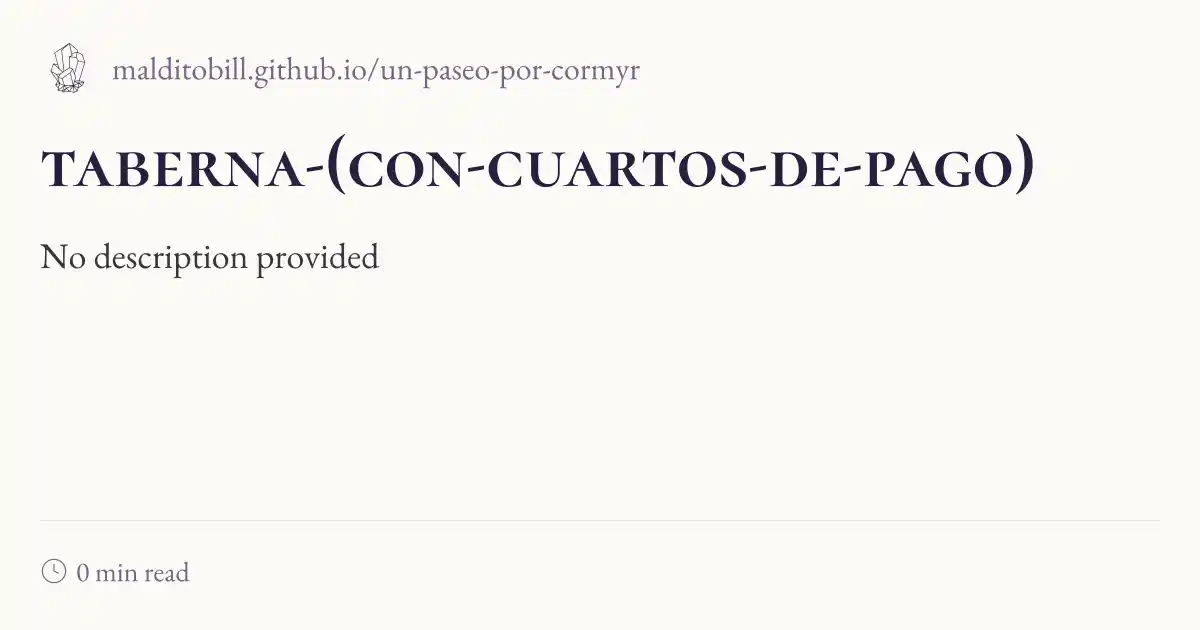 malditobill.github.io/un-paseo-por-cormyr
TABERNA-(CON-CUARTOS-DE-PAGO)
No description provided
0 min read